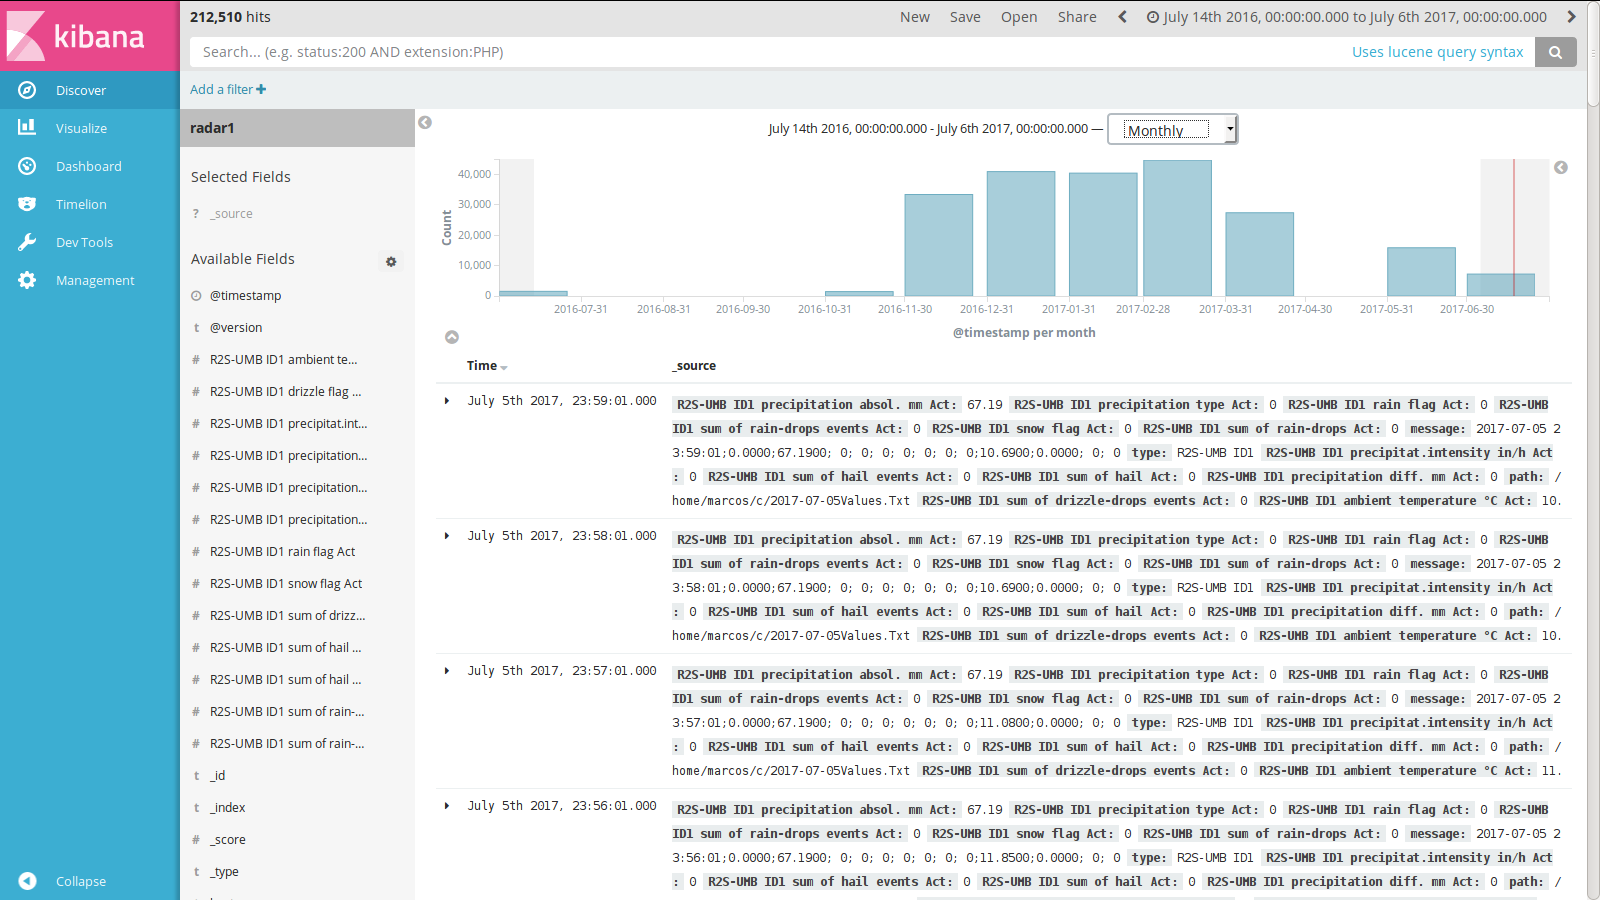 212,510 hits
New Save Open Share July 14th 2016, 00:00:00.000 to July 6th 2017, 00:00:00.000
kibana
Search... (e.g. status:200 AND extension:PHP) Uses lucene query syntax
Add a filter
Discover
Visualize
Dashboard
Timelion
Dev Tools
Management
Collapse
radar1
Selected Fields
? _source
Available Fields
@timestamp
t @version
# R2S-UMB ID1 ambient te...
# R2S-UMB ID1 drizzle flag ...
# R2S-UMB ID1 precipitat.int...
# R2S-UMB ID1 precipitation...
# R2S-UMB ID1 precipitation...
# R2S-UMB ID1 precipitation...
# R2S-UMB ID1 rain flag Act
# R2S-UMB ID1 snow flag Act
# R2S-UMB ID1 sum of drizz...
# R2S-UMB ID1 sum of hail ...
# R2S-UMB ID1 sum of hail ...
# R2S-UMB ID1 sum of rain-...
# R2S-UMB ID1 sum of rain-...
t _id
t _index
# _score
t _type
July 14th 2016, 00:00:00.000 - July 6th 2017, 00:00:00.000 — Monthly
Count
40,000
30,000
20,000
10,000
0
2016-07-31 2016-08-31 2016-09-30 2016-10-31 2016-11-30 2016-12-31 2017-01-31 2017-02-28 2017-03-31 2017-04-30 2017-05-31 2017-06-30
@timestamp per month
Time _source
July 5th 2017, 23:59:01.000 R2S-UMB ID1 precipitation absol. mm Act: 67.19 R2S-UMB ID1 precipitation type Act: 0 R2S-UMB ID1 rain flag Act: 0 R2S-UMB
ID1 sum of rain-drops events Act: 0 R2S-UMB ID1 snow flag Act: 0 R2S-UMB ID1 sum of rain-drops Act: 0 message: 2017-07-05 2
3:59:01;0.0000;67.1900; 0; 0; 0; 0; 0; 0; 0;10.6900;0.0000; 0; 0 type: R2S-UMB ID1 R2S-UMB ID1 precipitat.intensity in/h Act
: 0 R2S-UMB ID1 sum of hail events Act: 0 R2S-UMB ID1 sum of hail Act: 0 R2S-UMB ID1 precipitation diff. mm Act: 0 path: /
home/marcos/c/2017-07-05Values.Txt R2S-UMB ID1 sum of drizzle-drops events Act: 0 R2S-UMB ID1 ambient temperature °C Act: 10.
July 5th 2017, 23:58:01.000 R2S-UMB ID1 precipitation absol. mm Act: 67.19 R2S-UMB ID1 precipitation type Act: 0 R2S-UMB ID1 rain flag Act: 0 R2S-UMB
ID1 sum of rain-drops events Act: 0 R2S-UMB ID1 snow flag Act: 0 R2S-UMB ID1 sum of rain-drops Act: 0 message: 2017-07-05 2
3:58:01;0.0000;67.1900; 0; 0; 0; 0; 0; 0; 0;10.6900;0.0000; 0; 0 type: R2S-UMB ID1 R2S-UMB ID1 precipitat.intensity in/h Act
: 0 R2S-UMB ID1 sum of hail events Act: 0 R2S-UMB ID1 sum of hail Act: 0 R2S-UMB ID1 precipitation diff. mm Act: 0 path: /
home/marcos/c/2017-07-05Values.Txt R2S-UMB ID1 sum of drizzle-drops events Act: 0 R2S-UMB ID1 ambient temperature °C Act: 10.
July 5th 2017, 23:57:01.000 R2S-UMB ID1 precipitation absol. mm Act: 67.19 R2S-UMB ID1 precipitation type Act: 0 R2S-UMB ID1 rain flag Act: 0 R2S-UMB
ID1 sum of rain-drops events Act: 0 R2S-UMB ID1 snow flag Act: 0 R2S-UMB ID1 sum of rain-drops Act: 0 message: 2017-07-05 2
3:57:01;0.0000;67.1900; 0; 0; 0; 0; 0; 0; 0;11.0800;0.0000; 0; 0 type: R2S-UMB ID1 R2S-UMB ID1 precipitat.intensity in/h Act
: 0 R2S-UMB ID1 sum of hail events Act: 0 R2S-UMB ID1 sum of hail Act: 0 R2S-UMB ID1 precipitation diff. mm Act: 0 path: /
home/marcos/c/2017-07-05Values.Txt R2S-UMB ID1 sum of drizzle-drops events Act: 0 R2S-UMB ID1 ambient temperature °C Act: 11.
July 5th 2017, 23:56:01.000 R2S-UMB ID1 precipitation absol. mm Act: 67.19 R2S-UMB ID1 precipitation type Act: 0 R2S-UMB ID1 rain flag Act: 0 R2S-UMB
ID1 sum of rain-drops events Act: 0 R2S-UMB ID1 snow flag Act: 0 R2S-UMB ID1 sum of rain-drops Act: 0 message: 2017-07-05 2
3:56:01;0.0000;67.1900; 0; 0; 0; 0; 0; 0; 0;11.8500;0.0000; 0; 0 type: R2S-UMB ID1 R2S-UMB ID1 precipitat.intensity in/h Act
: 0 R2S-UMB ID1 sum of hail events Act: 0 R2S-UMB ID1 sum of hail Act: 0 R2S-UMB ID1 precipitation diff. mm Act: 0 path: /